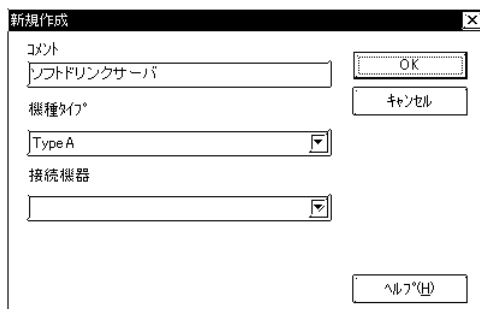 新規作成
コメント
ソフトドリンクサーバ
OK
キャンセル
機種タイプ
Type A
接続機器
ヘルプ(H)